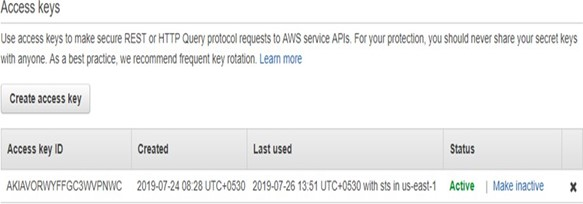 Access keys
Use access keys to make secure REST or HTTP Query protocol requests to AWS service APIs. For your protection, you should never share your secret keys
with anyone. As a best practice, we recommend frequent key rotation. Learn more
Create access key
Access key ID Created Last used Status
AKIAVORWYFFGC3WVPNWC 2019-07-24 08:28 UTC+0530 2019-07-26 13:51 UTC+0530 with sts in us-east-1 Active | Make inactive ✖